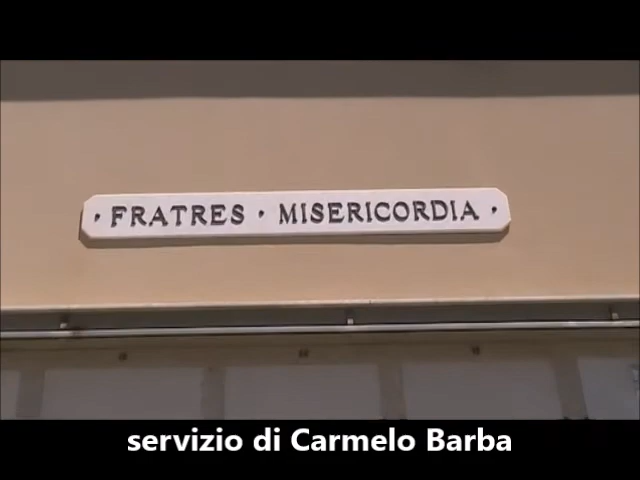 · FRATRES · MISERICORDIA ·
servizio di Carmelo Barba